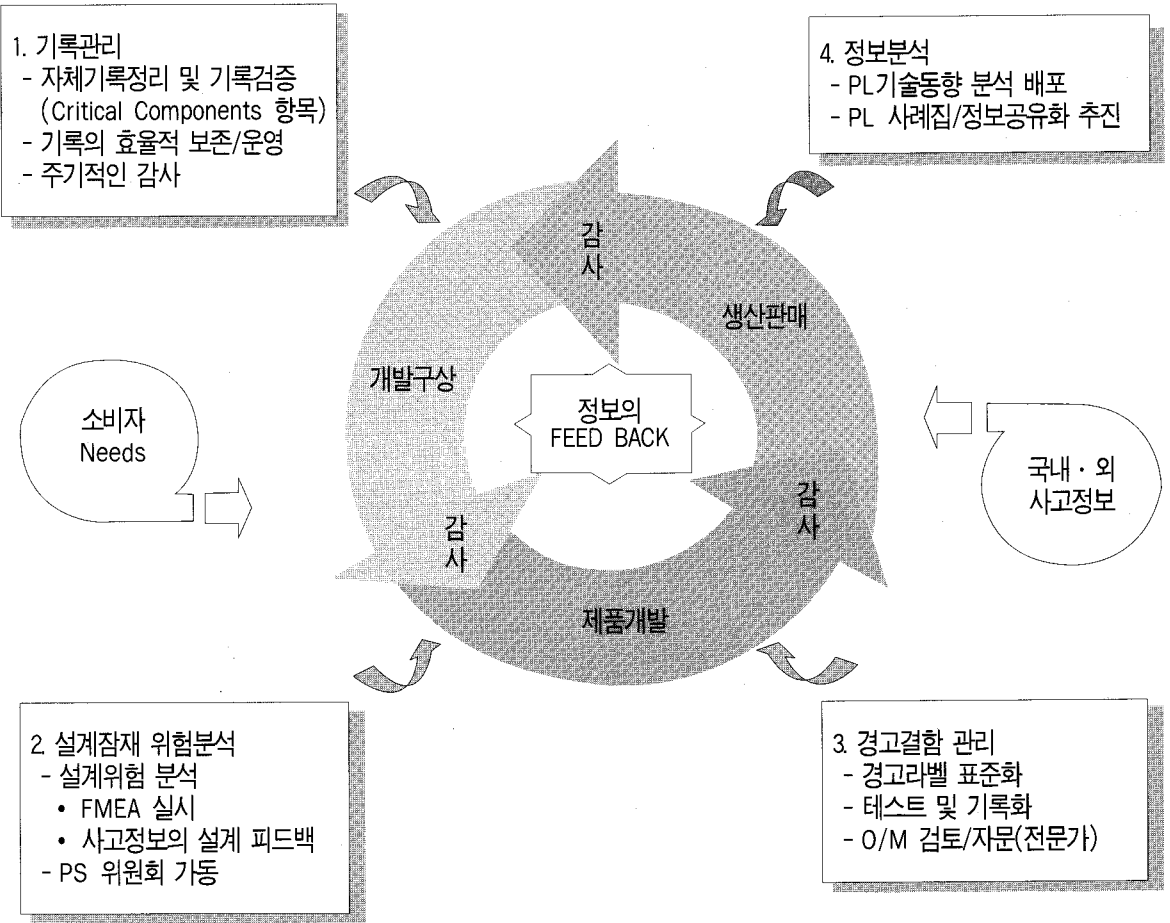 1. 기록관리
- 자체기록정리 및 기록검증
(Critical Components 항목)
- 기록의 효율적 보존/운영
- 주기적인 감사
4. 정보분석
- PL기술동향 분석 배포
- PL 사례집/정보공유화 추진
감
사
생산판매
개발구상
정보의
FEED BACK
소비자
Needs
국내 · 외
사고정보
감
사
감
사
제품개발
2. 설계잠재 위험분석
- 설계위험 분석
• FMEA 실시
• 사고정보의 설계 피드백
- PS 위원회 가동
3. 경고결함 관리
- 경고라벨 표준화
- 테스트 및 기록화
- O/M 검토/자문(전문가)